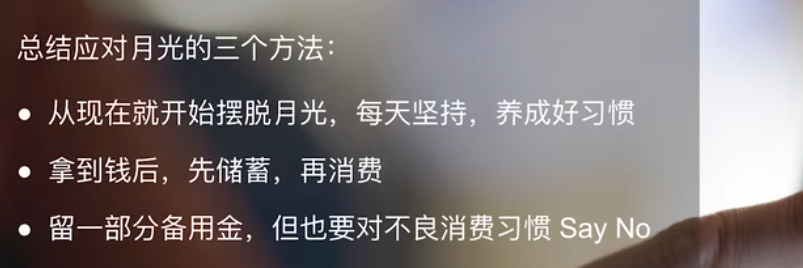 总结应对月光的三个方法：
● 从现在就开始摆脱月光，每天坚持，养成好习惯
● 拿到钱后，先储蓄，再消费
● 留一部分备用金，但也要对不良消费习惯 Say No